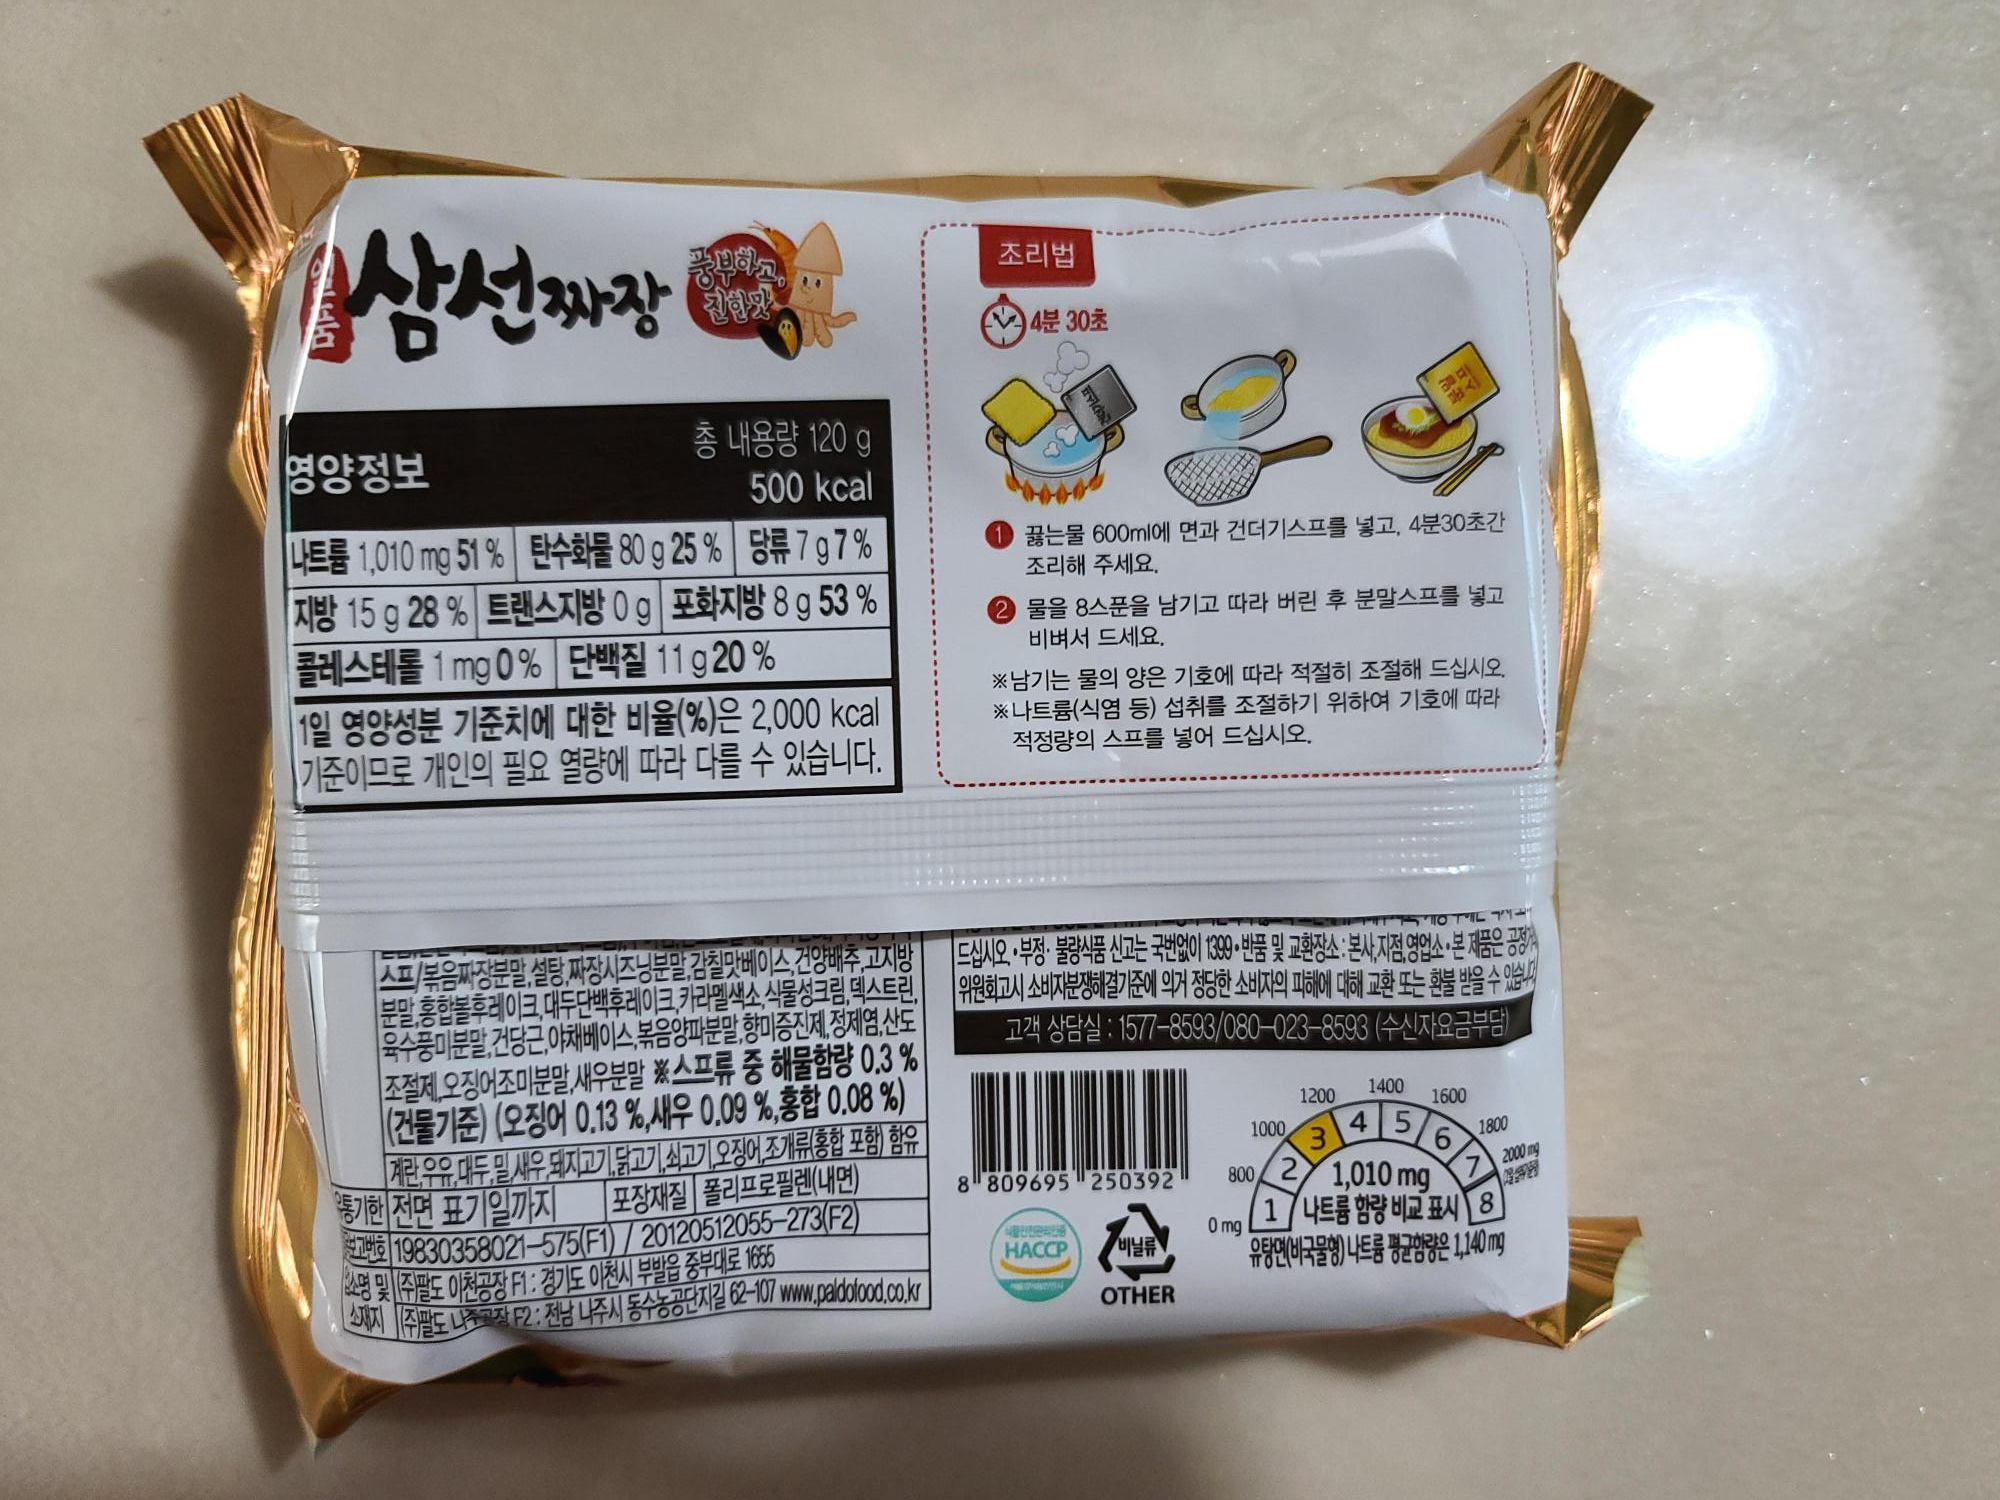 일품
삼선짜장
풍부하고,
진한맛
영양정보
총 내용량 120 g
500 kcal
나트륨 1,010 mg 51 % 탄수화물 80 g 25 % 당류 7 g 7 %
지방 15 g 28 % 트랜스지방 0 g 포화지방 8 g 53 %
콜레스테롤 1 mg 0 % 단백질 11 g 20 %
1일 영양성분 기준치에 대한 비율(%)은 2,000 kcal
기준이므로 개인의 필요 열량에 따라 다를 수 있습니다.
조리법
4분 30초
1 끓는물 600ml에 면과 건더기스프를 넣고, 4분30초간
조리해 주세요.
2 물을 8스푼을 남기고 따라 버린 후 분말스프를 넣고
비벼서 드세요.
※남기는 물의 양은 기호에 따라 적절히 조절해 드십시오.
※나트륨(식염 등) 섭취를 조절하기 위하여 기호에 따라
적정량의 스프를 넣어 드십시오.
스프/볶음짜장분말,설탕,짜장시즈닝분말,감칠맛베이스,건양배추,고지방
분말,홍합볼후레이크,대두단백후레이크,카라멜색소,식물성크림,덱스트린,
육수풍미분말,건당근,야채베이스,볶음양파분말,향미증진제,정제염,산도
조절제,오징어조미분말,새우분말 ※스프류 중 해물함량 0.3 %
(건물기준) (오징어 0.13 %,새우 0.09 %,홍합 0.08 %)
계란,우유,대두,밀,새우,돼지고기,닭고기,쇠고기,오징어,조개류(홍합 포함) 함유
유통기한 전면 표기일까지 포장재질 폴리프로필렌(내면)
보고번호 19830358021-575(F1) / 20120512055-273(F2)
업소명 및 (주)팔도 이천공장 F1 : 경기도 이천시 부발읍 중부대로 1655
소재지 (주)팔도 나주공장 F2 : 전남 나주시 동수농공단지길 62-107 www.paldofood.co.kr
드십시오.•부정· 불량식품 신고는 국번없이 1399•반품 및 교환장소 : 본사,지점,영업소•본 제품은 공정거래
위원회고시 소비자분쟁해결기준에 의거 정당한 소비자의 피해에 대해 교환 또는 환불 받을 수 있습니다.
고객 상담실 : 1577-8593/080-023-8593 (수신자요금부담)
8 809695 250392
HACCP
비닐류
OTHER
0 mg 800 1000 1200 1400 1600 1800 2000 mg
1 2 3 4 5 6 7 8
1,010 mg
나트륨 함량 비교 표시
유탕면(비국물형) 나트륨 평균함량은 1,140 mg